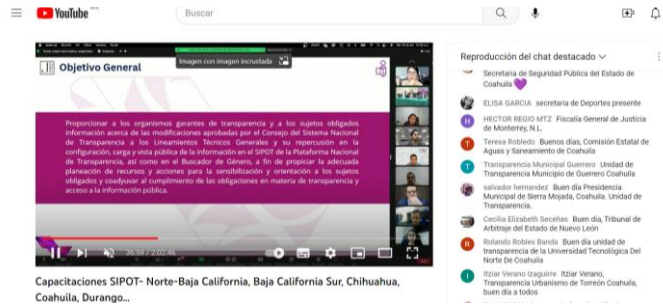 YouTube
Buscar
Objetivo General
Imagen con imagen incrustada
Proporcionar a los organismos garantes de transparencia y a los sujetos obligados
información acerca de las modificaciones aprobadas por el Consejo del Sistema Nacional
de Transparencia a los Lineamientos Técnicos Generales y su repercusión en la
configuración, carga y vista pública de la información en el SIPOT de la Plataforma Nacional
de Transparencia, así como en el Buscador de Género, a fin de propiciar la adecuada
planeación de recursos y acciones para la sensibilización y orientación a los sujetos
obligados y coadyuvar al cumplimiento de las obligaciones en materia de transparencia y
acceso a la información pública.
36:59 / 2:02:46
Capacitaciones SIPOT- Norte-Baja California, Baja California Sur, Chihuahua,
Coahuila, Durango...
Reproducción del chat destacado
Secretaria de Seguridad Pública del Estado de
Coahuila
ELISA GARCIA secretaria de Deportes presente
HECTOR REGIO MTZ Fiscalía General de Justicia
de Monterrey, N.L.
Teresa Robledo Buenos días, Comisión Estatal de
Aguas y Saneamiento de Coahuila
Transparencia Municipal Guerrero Unidad de
Transparencia Municipio de Guerrero Coahuila
salvador hernandez Buen día Presidencia
Municipal de Sierra Mojada, Coahuila. Unidad de
Transparencia.
Cecilia Elizabeth Seceñas Buen día, Tribunal de
Arbitraje del Estado de Nuevo León
Rolando Robles Banda Buen día unidad de
transparencia de la Universidad Tecnológica Del
Norte De Coahuila
Itziar Verano Izaguirre Itziar Verano,
Transparencia Urbanismo de Torreón Coahuila,
buen día a todos